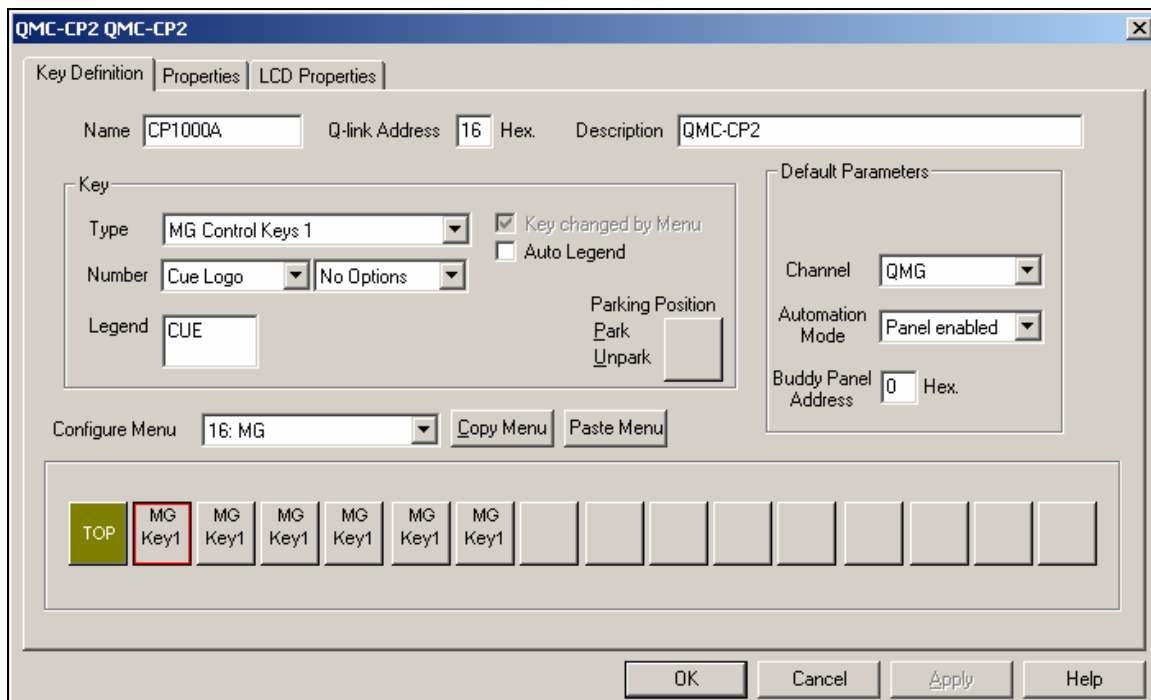 QMC-CP2 QMC-CP2
Key Definition Properties LCD Properties
Name CP1000A Q-link Address 16 Hex. Description QMC-CP2
Key
Default Parameters
Type MG Control Keys 1 Key changed by Menu
Auto Legend
Number Cue Logo No Options
Channel QMG
Legend CUE
Parking Position
Park
Unpark
Automation Mode Panel enabled
Buddy Panel Address 0 Hex.
Configure Menu 16: MG Copy Menu Paste Menu
TOP MG Key1 MG Key1 MG Key1 MG Key1 MG Key1 MG Key1
OK Cancel Apply Help